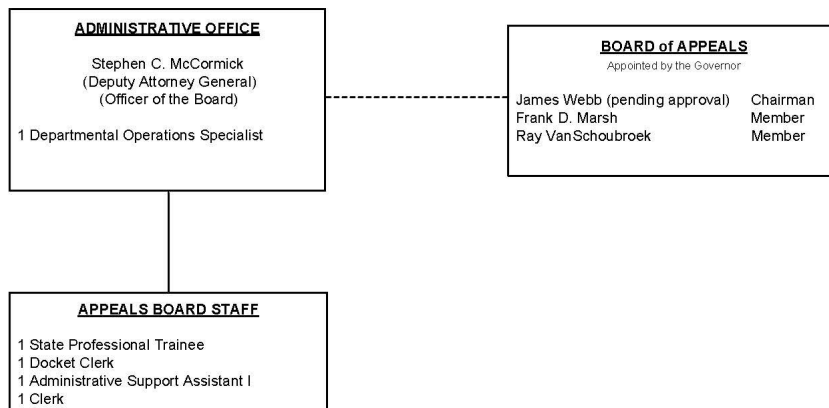 ADMINISTRATIVE OFFICE
Stephen C. McCormick
(Deputy Attorney General)
(Officer of the Board)
1 Departmental Operations Specialist
BOARD of APPEALS
Appointed by the Governor
James Webb (pending approval) Chairman
Frank D. Marsh Member
Ray VanSchoubroek Member
APPEALS BOARD STAFF
1 State Professional Trainee
1 Docket Clerk
1 Administrative Support Assistant I
1 Clerk